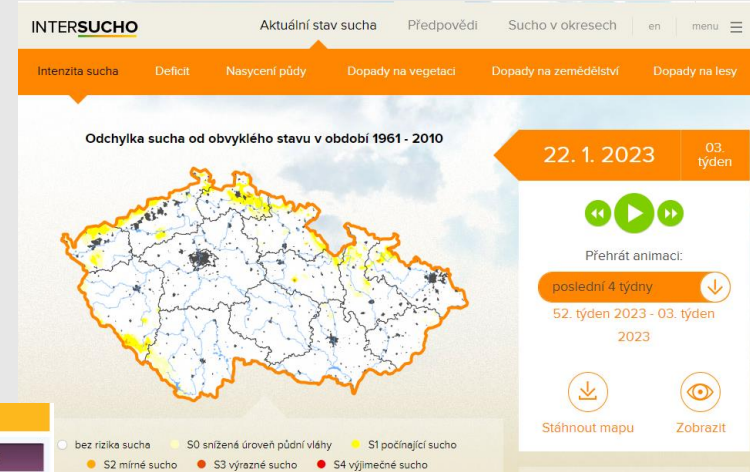 INTERSUCHO
Aktuální stav sucha Předpovědi Sucho v okresech en menu
Intenzita sucha Deficit Nasycení půdy Dopady na vegetaci Dopady na zemědělství Dopady na lesy
Odchylka sucha od obvyklého stavu v období 1961 - 2010
22. 1. 2023
03.
týden
Přehrát animaci:
poslední 4 týdny
52. týden 2023 - 03. týden
2023
Stáhnout mapu Zobrazit
bez rizika sucha S0 snížená úroveň půdní vláhy S1 počínající sucho
S2 mírné sucho S3 výrazné sucho S4 výjimečné sucho